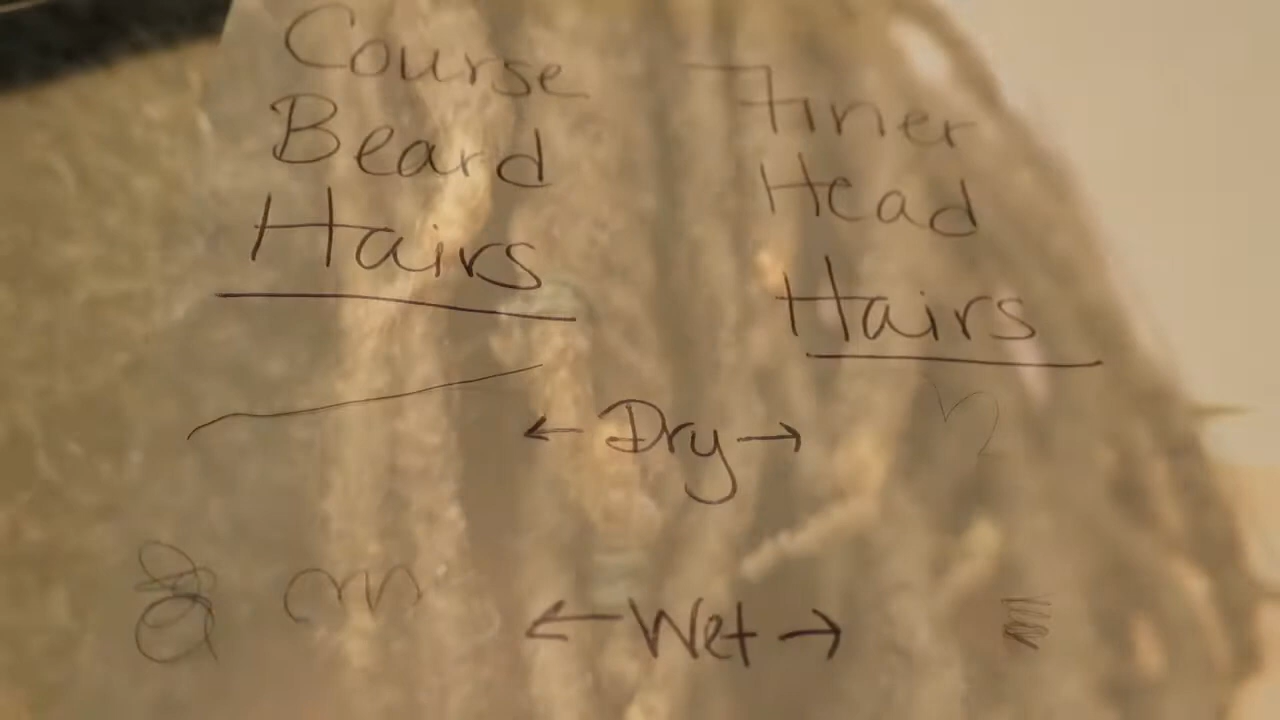 Course
Beard
Hairs
Finer
Head
Hairs
← Dry →
← Wet →